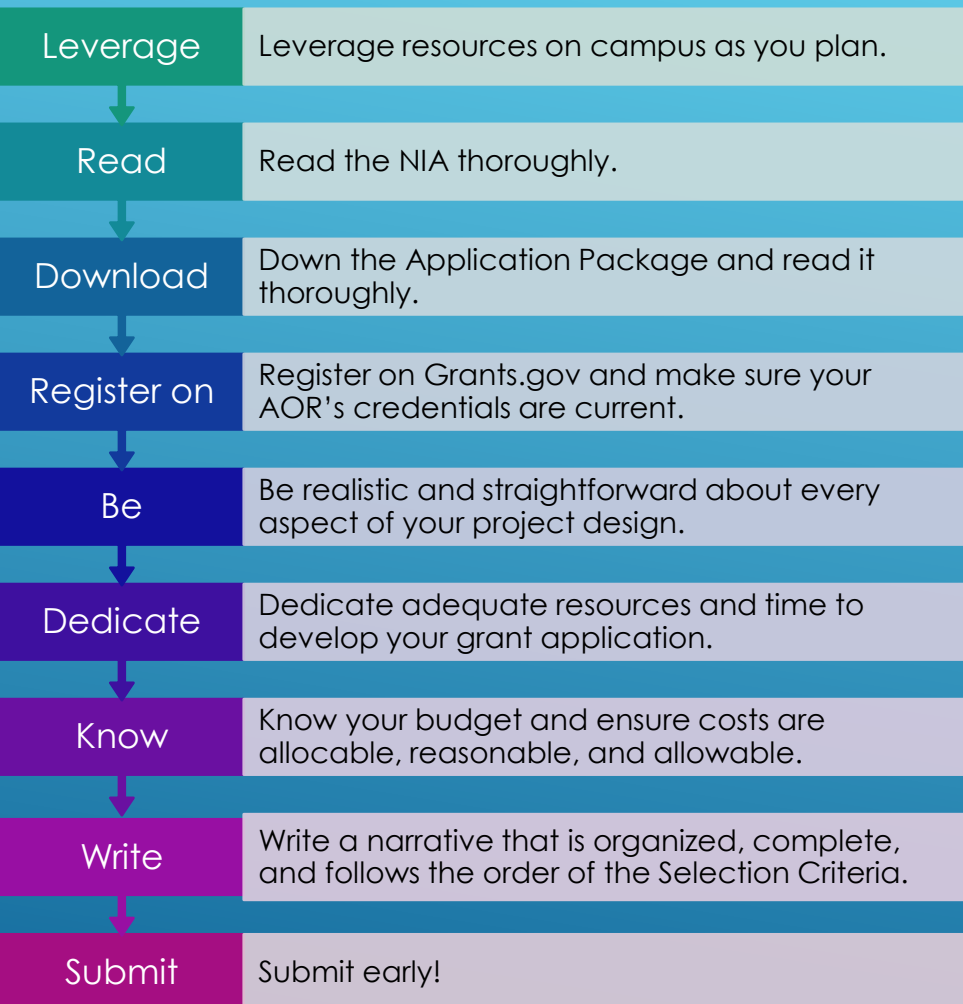 Leverage
Leverage resources on campus as you plan.
Read
Read the NIA thoroughly.
Download
Down the Application Package and read it
thoroughly.
Register on
Register on Grants.gov and make sure your
AOR’s credentials are current.
Be
Be realistic and straightforward about every
aspect of your project design.
Dedicate
Dedicate adequate resources and time to
develop your grant application.
Know
Know your budget and ensure costs are
allocable, reasonable, and allowable.
Write
Write a narrative that is organized, complete,
and follows the order of the Selection Criteria.
Submit
Submit early!